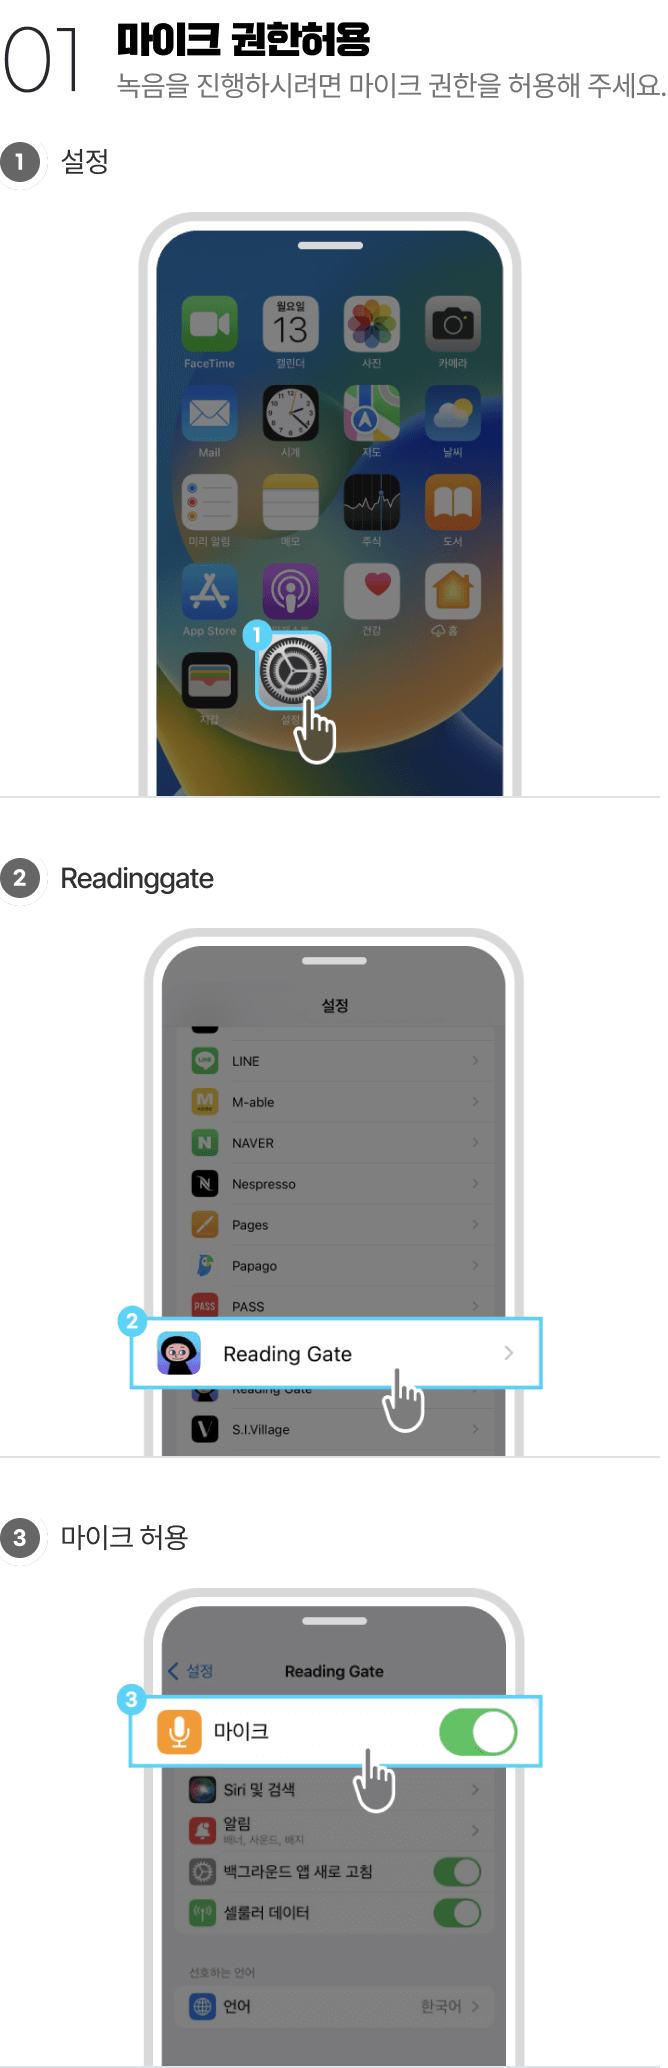 01 마이크 권한허용
녹음을 진행하시려면 마이크 권한을 허용해 주세요.
1 설정
월요일
13
FaceTime 캘린더 사진 카메라
Mail 시계 지도 날씨
미리 알림 메모 주식 도서
App Store 건강 홈
1
지갑 설정
2 Readinggate
설정
LINE
M-able
NAVER
Nespresso
Pages
Papago
PASS PASS
2
Reading Gate
Reading Gate
S.I.Village
3 마이크 허용
설정 Reading Gate
3
마이크
Siri 및 검색
알림
배너, 사운드, 배지
백그라운드 앱 새로 고침
셀룰러 데이터
선호하는 언어
언어 한국어